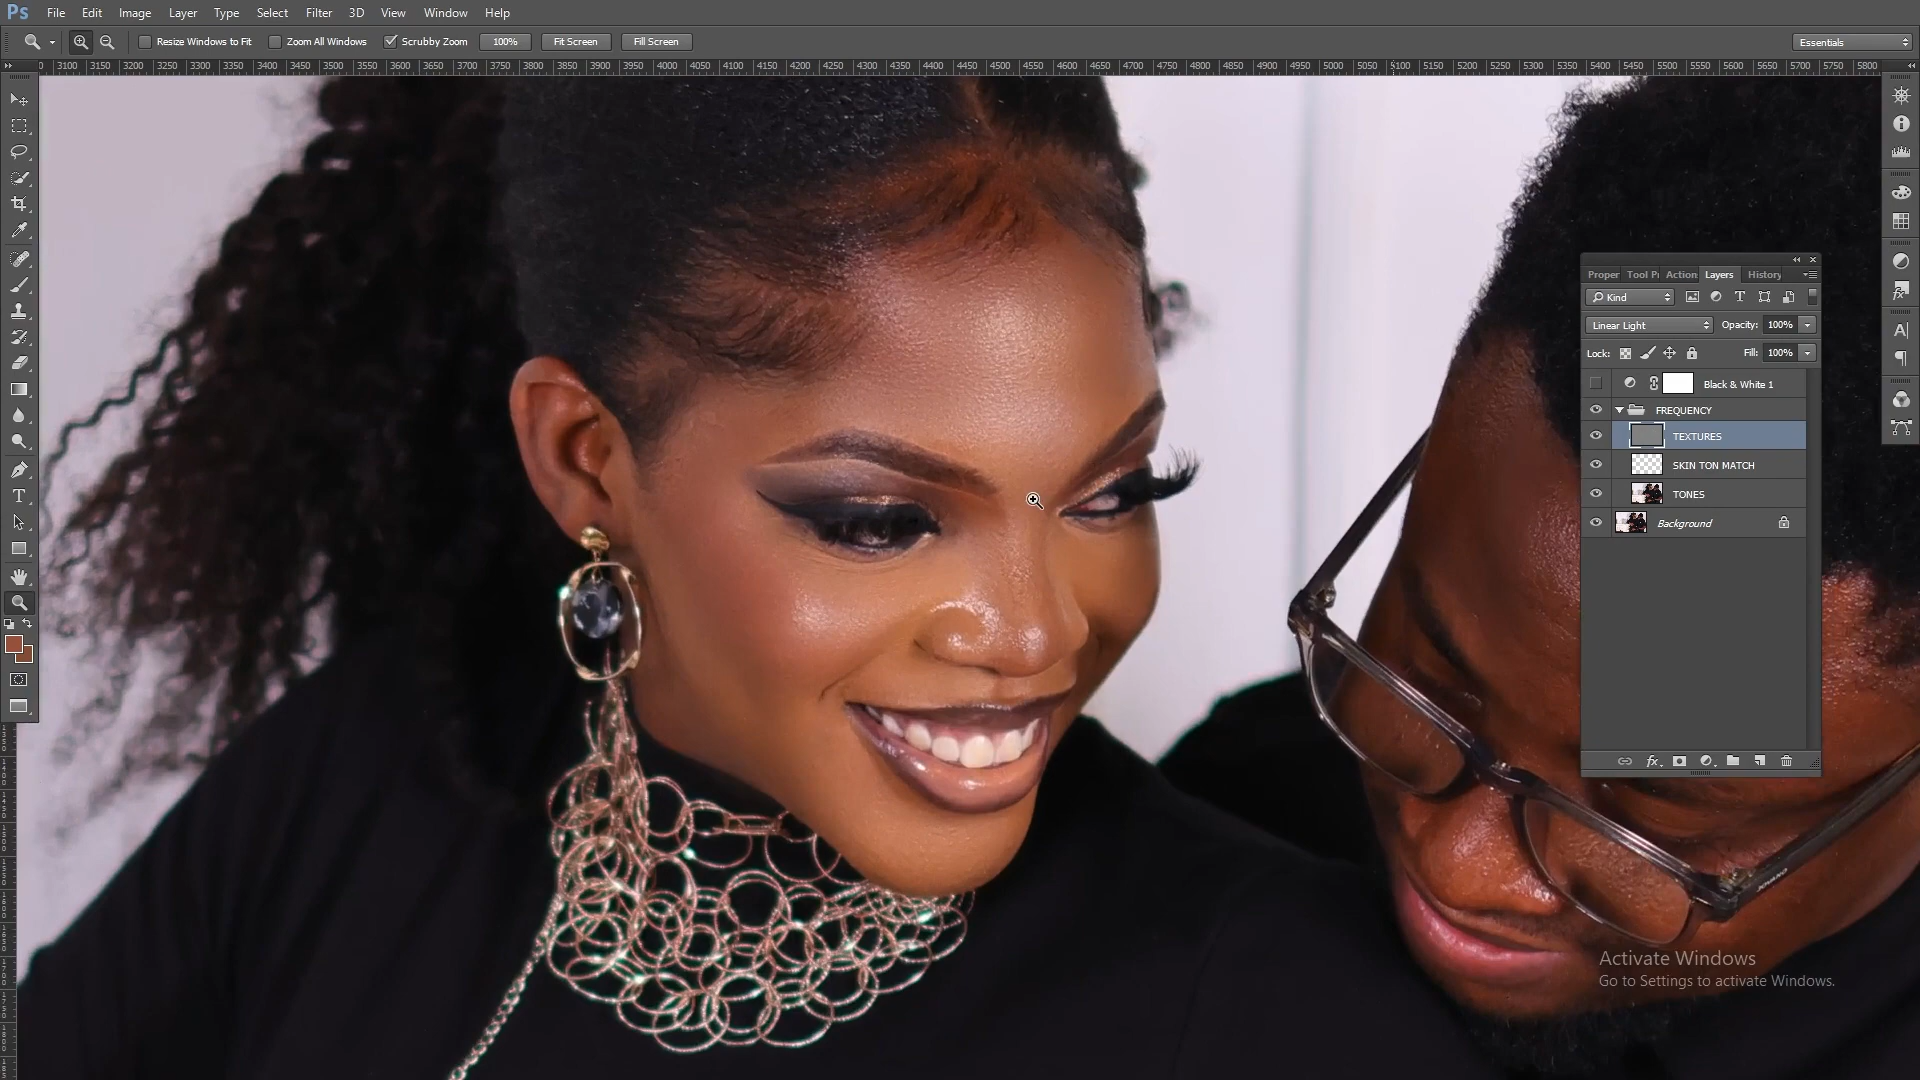 Ps File Edit Image Layer Type Select Filter 3D View Window Help
Resize Windows to Fit Zoom All Windows Scrubby Zoom 100% Fit Screen Fill Screen Essentials
3100 3150 3200 3250 3300 3350 3400 3450 3500 3550 3600 3650 3700 3750 3800 3850 3900 3950 4000 4050 4100 4150 4200 4250 4300 4350 4400 4450 4500 4550 4600 4650 4700 4750 4800 4850 4900 4950 5000 5050 5100 5150 5200 5250 5300 5350 5400 5450 5500 5550 5600 5650 5700 5750 5800
Proper Tool Pr Action Layers History
Kind
Linear Light Opacity: 100%
Lock: Fill: 100%
Black & White 1
FREQUENCY
TEXTURES
SKIN TON MATCH
TONES
Background
fx
Activate Windows
Go to Settings to activate Windows.